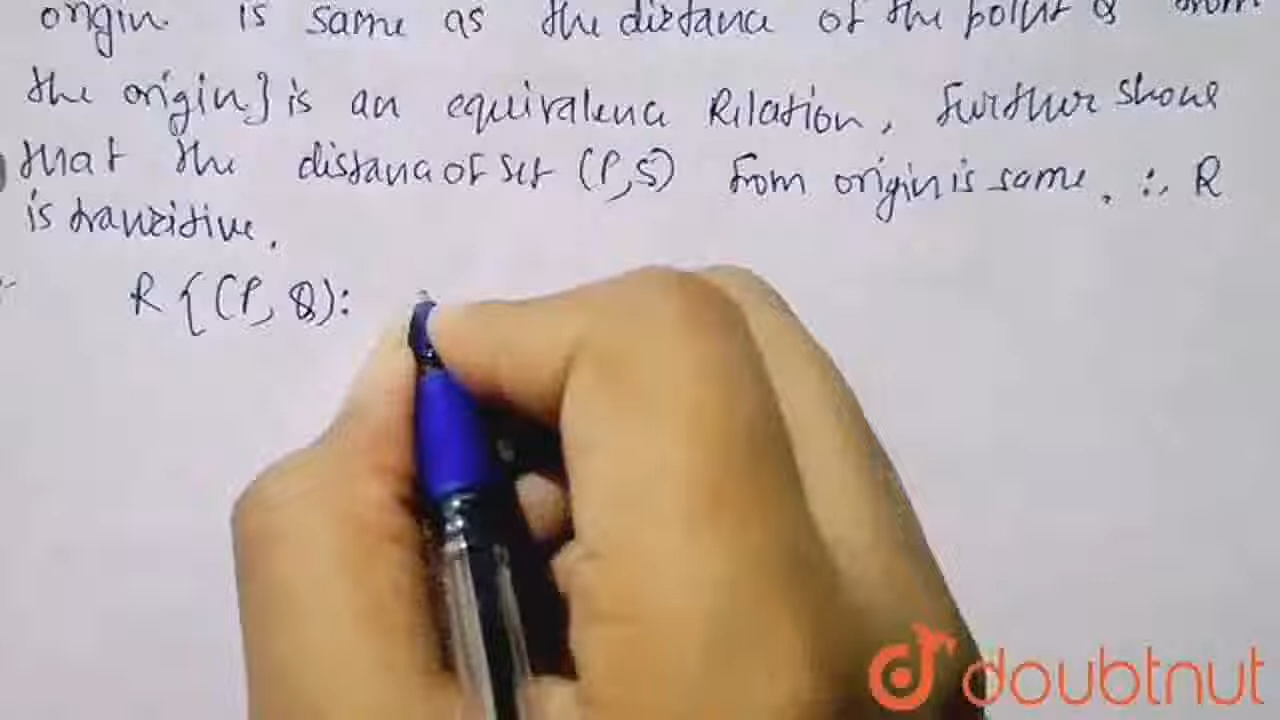 origin is same as the distance of the point Q from
the origin} is an equivalence Relation, further show
that the distance of set (P,S) from origin is same, ∴ R
is transitive.
R {(P, Q):
doubtnut